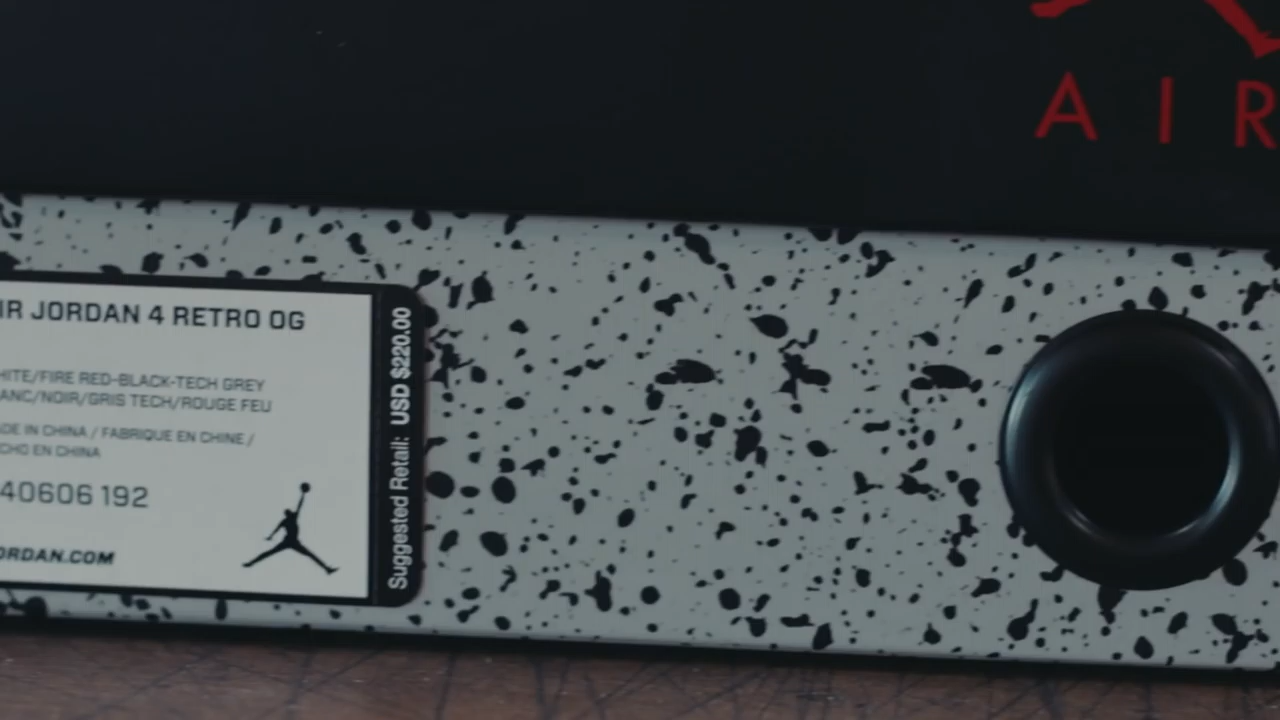 AIR
IR JORDAN 4 RETRO OG
HITE/FIRE RED-BLACK-TECH GREY
ANC/NOIR/GRIS TECH/ROUGE FEU
ADE IN CHINA / FABRIQUE EN CHINE /
CHO EN CHINA
40606 192
ORDAN.COM
Suggested Retail: USD $220.00